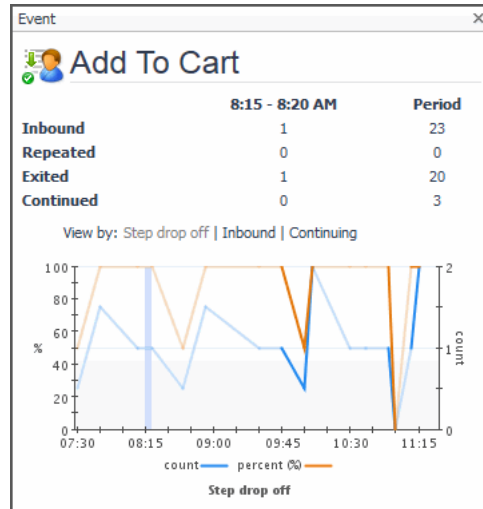 Event
Add To Cart
8:15 - 8:20 AM Period
Inbound 1 23
Repeated 0 0
Exited 1 20
Continued 0 3
View by: Step drop off | Inbound | Continuing
100 2
80
60
% 1 count
40
20
0 0
07:30 08:15 09:00 09:45 10:30 11:15
count percent (%)
Step drop off